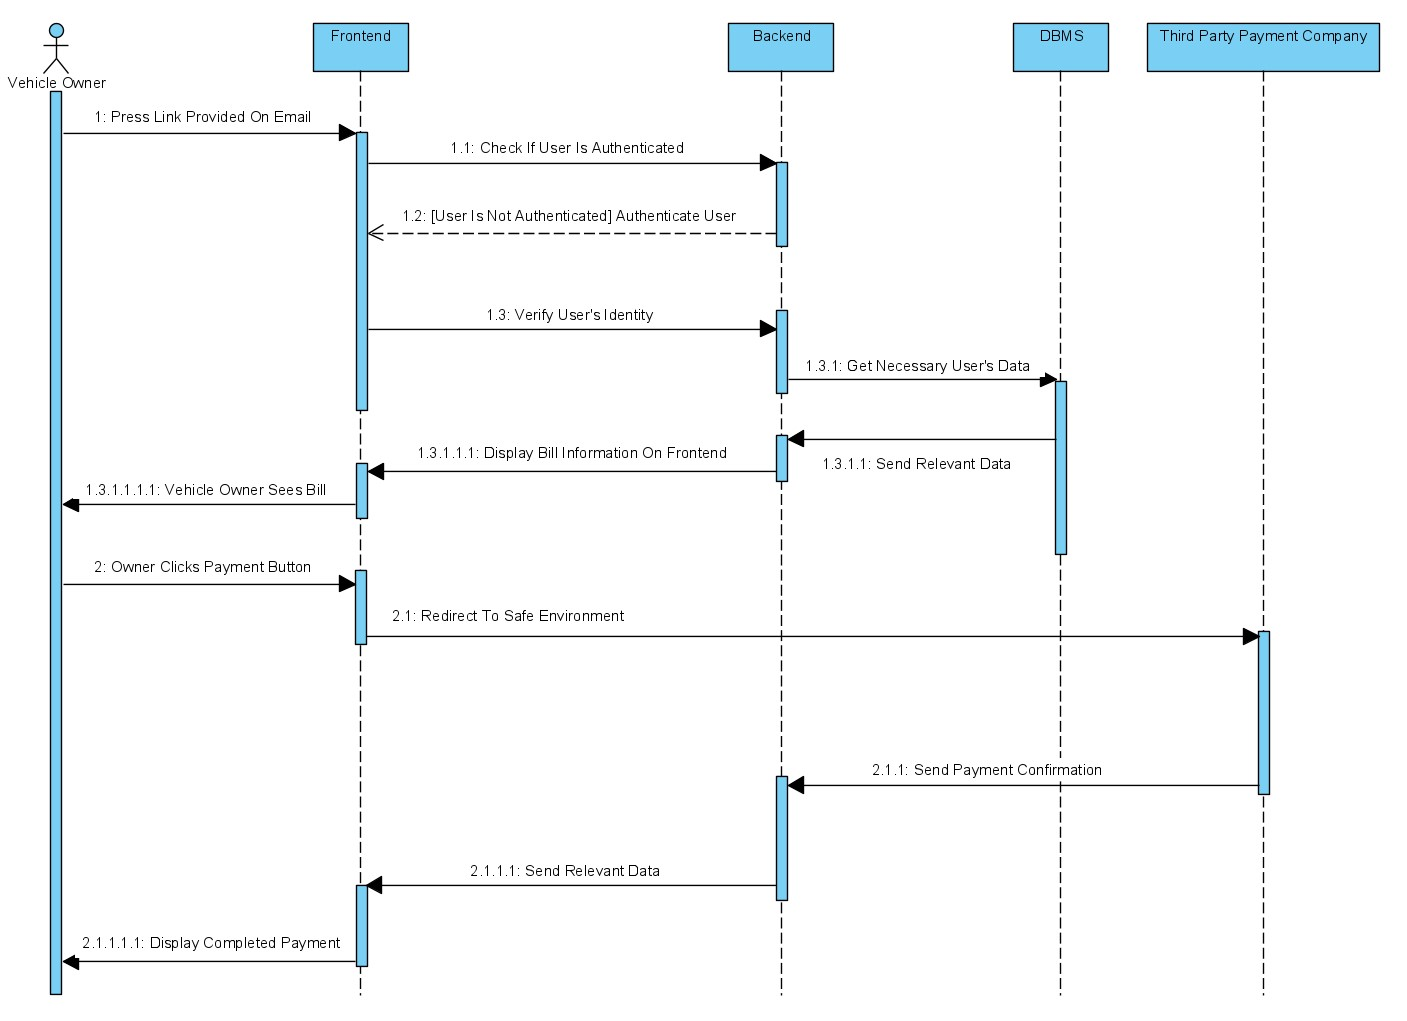 Frontend
Backend
DBMS
Third Party Payment Company
Vehicle Owner
1: Press Link Provided On Email
1.1: Check If User Is Authenticated
1.2: [User Is Not Authenticated] Authenticate User
1.3: Verify User's Identity
1.3.1: Get Necessary User's Data
1.3.1.1.1: Display Bill Information On Frontend
1.3.1.1: Send Relevant Data
1.3.1.1.1.1: Vehicle Owner Sees Bill
2: Owner Clicks Payment Button
2.1: Redirect To Safe Environment
2.1.1: Send Payment Confirmation
2.1.1.1: Send Relevant Data
2.1.1.1.1: Display Completed Payment